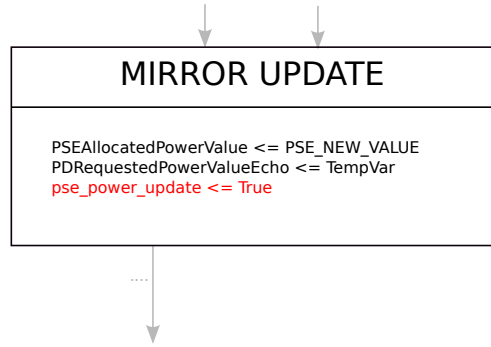 MIRROR UPDATE
PSEAllocatedPowerValue <= PSE_NEW_VALUE
PDRequestedPowerValueEcho <= TempVar
pse_power_update <= True
....